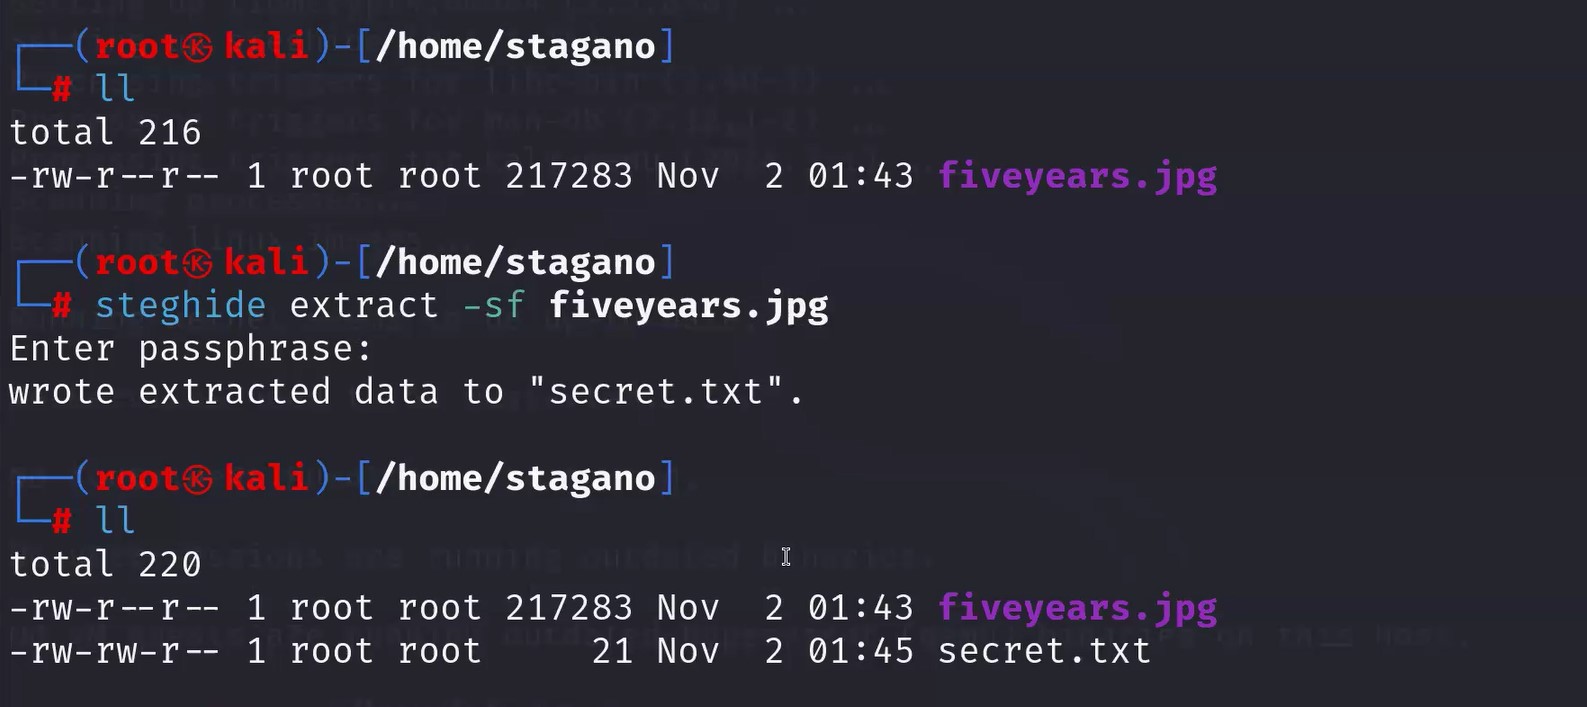 ┌──(root㉿kali)-[/home/stagano]
└─# ll
total 216
-rw-r--r-- 1 root root 217283 Nov  2 01:43 fiveyears.jpg
┌──(root㉿kali)-[/home/stagano]
└─# steghide extract -sf fiveyears.jpg
Enter passphrase:
wrote extracted data to "secret.txt".
┌──(root㉿kali)-[/home/stagano]
└─# ll
total 220
-rw-r--r-- 1 root root 217283 Nov  2 01:43 fiveyears.jpg
-rw-rw-r-- 1 root root     21 Nov  2 01:45 secret.txt